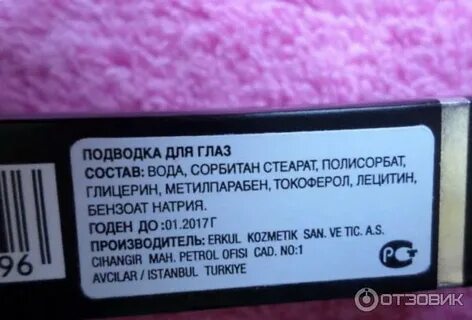 ПОДВОДКА ДЛЯ ГЛАЗ
СОСТАВ: ВОДА, СОРБИТАН СТЕАРАТ, ПОЛИСОРБАТ,
ГЛИЦЕРИН, МЕТИЛПАРАБЕН, ТОКОФЕРОЛ, ЛЕЦИТИН,
БЕНЗОАТ НАТРИЯ.
ГОДЕН ДО:01.2017Г
ПРОИЗВОДИТЕЛЬ: ERKUL KOZMETIK SAN. VE TIC. A.S.
CIHANGIR MAH. PETROL OFISI CAD. NO:1
AVCILAR / ISTANBUL TURKIYE
96
РСТ
ОТЗОВИК